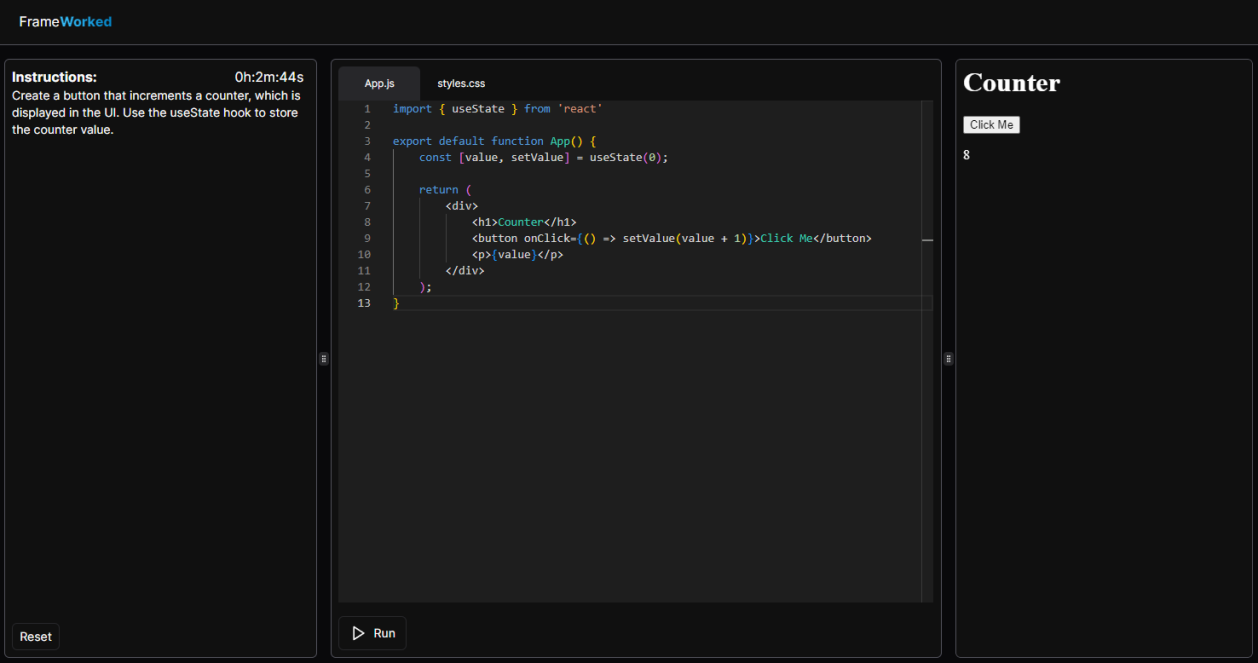 FrameWorked
Instructions: 0h:2m:44s
Create a button that increments a counter, which is
displayed in the UI. Use the useState hook to store
the counter value.
Reset
App.js styles.css
1 import { useState } from 'react'
2
3 export default function App() {
4     const [value, setValue] = useState(0);
5
6     return (
7         <div>
8             <h1>Counter</h1>
9             <button onClick={() => setValue(value + 1)}>Click Me</button>
10             <p>{value}</p>
11         </div>
12     );
13 }
Run
Counter
Click Me
8